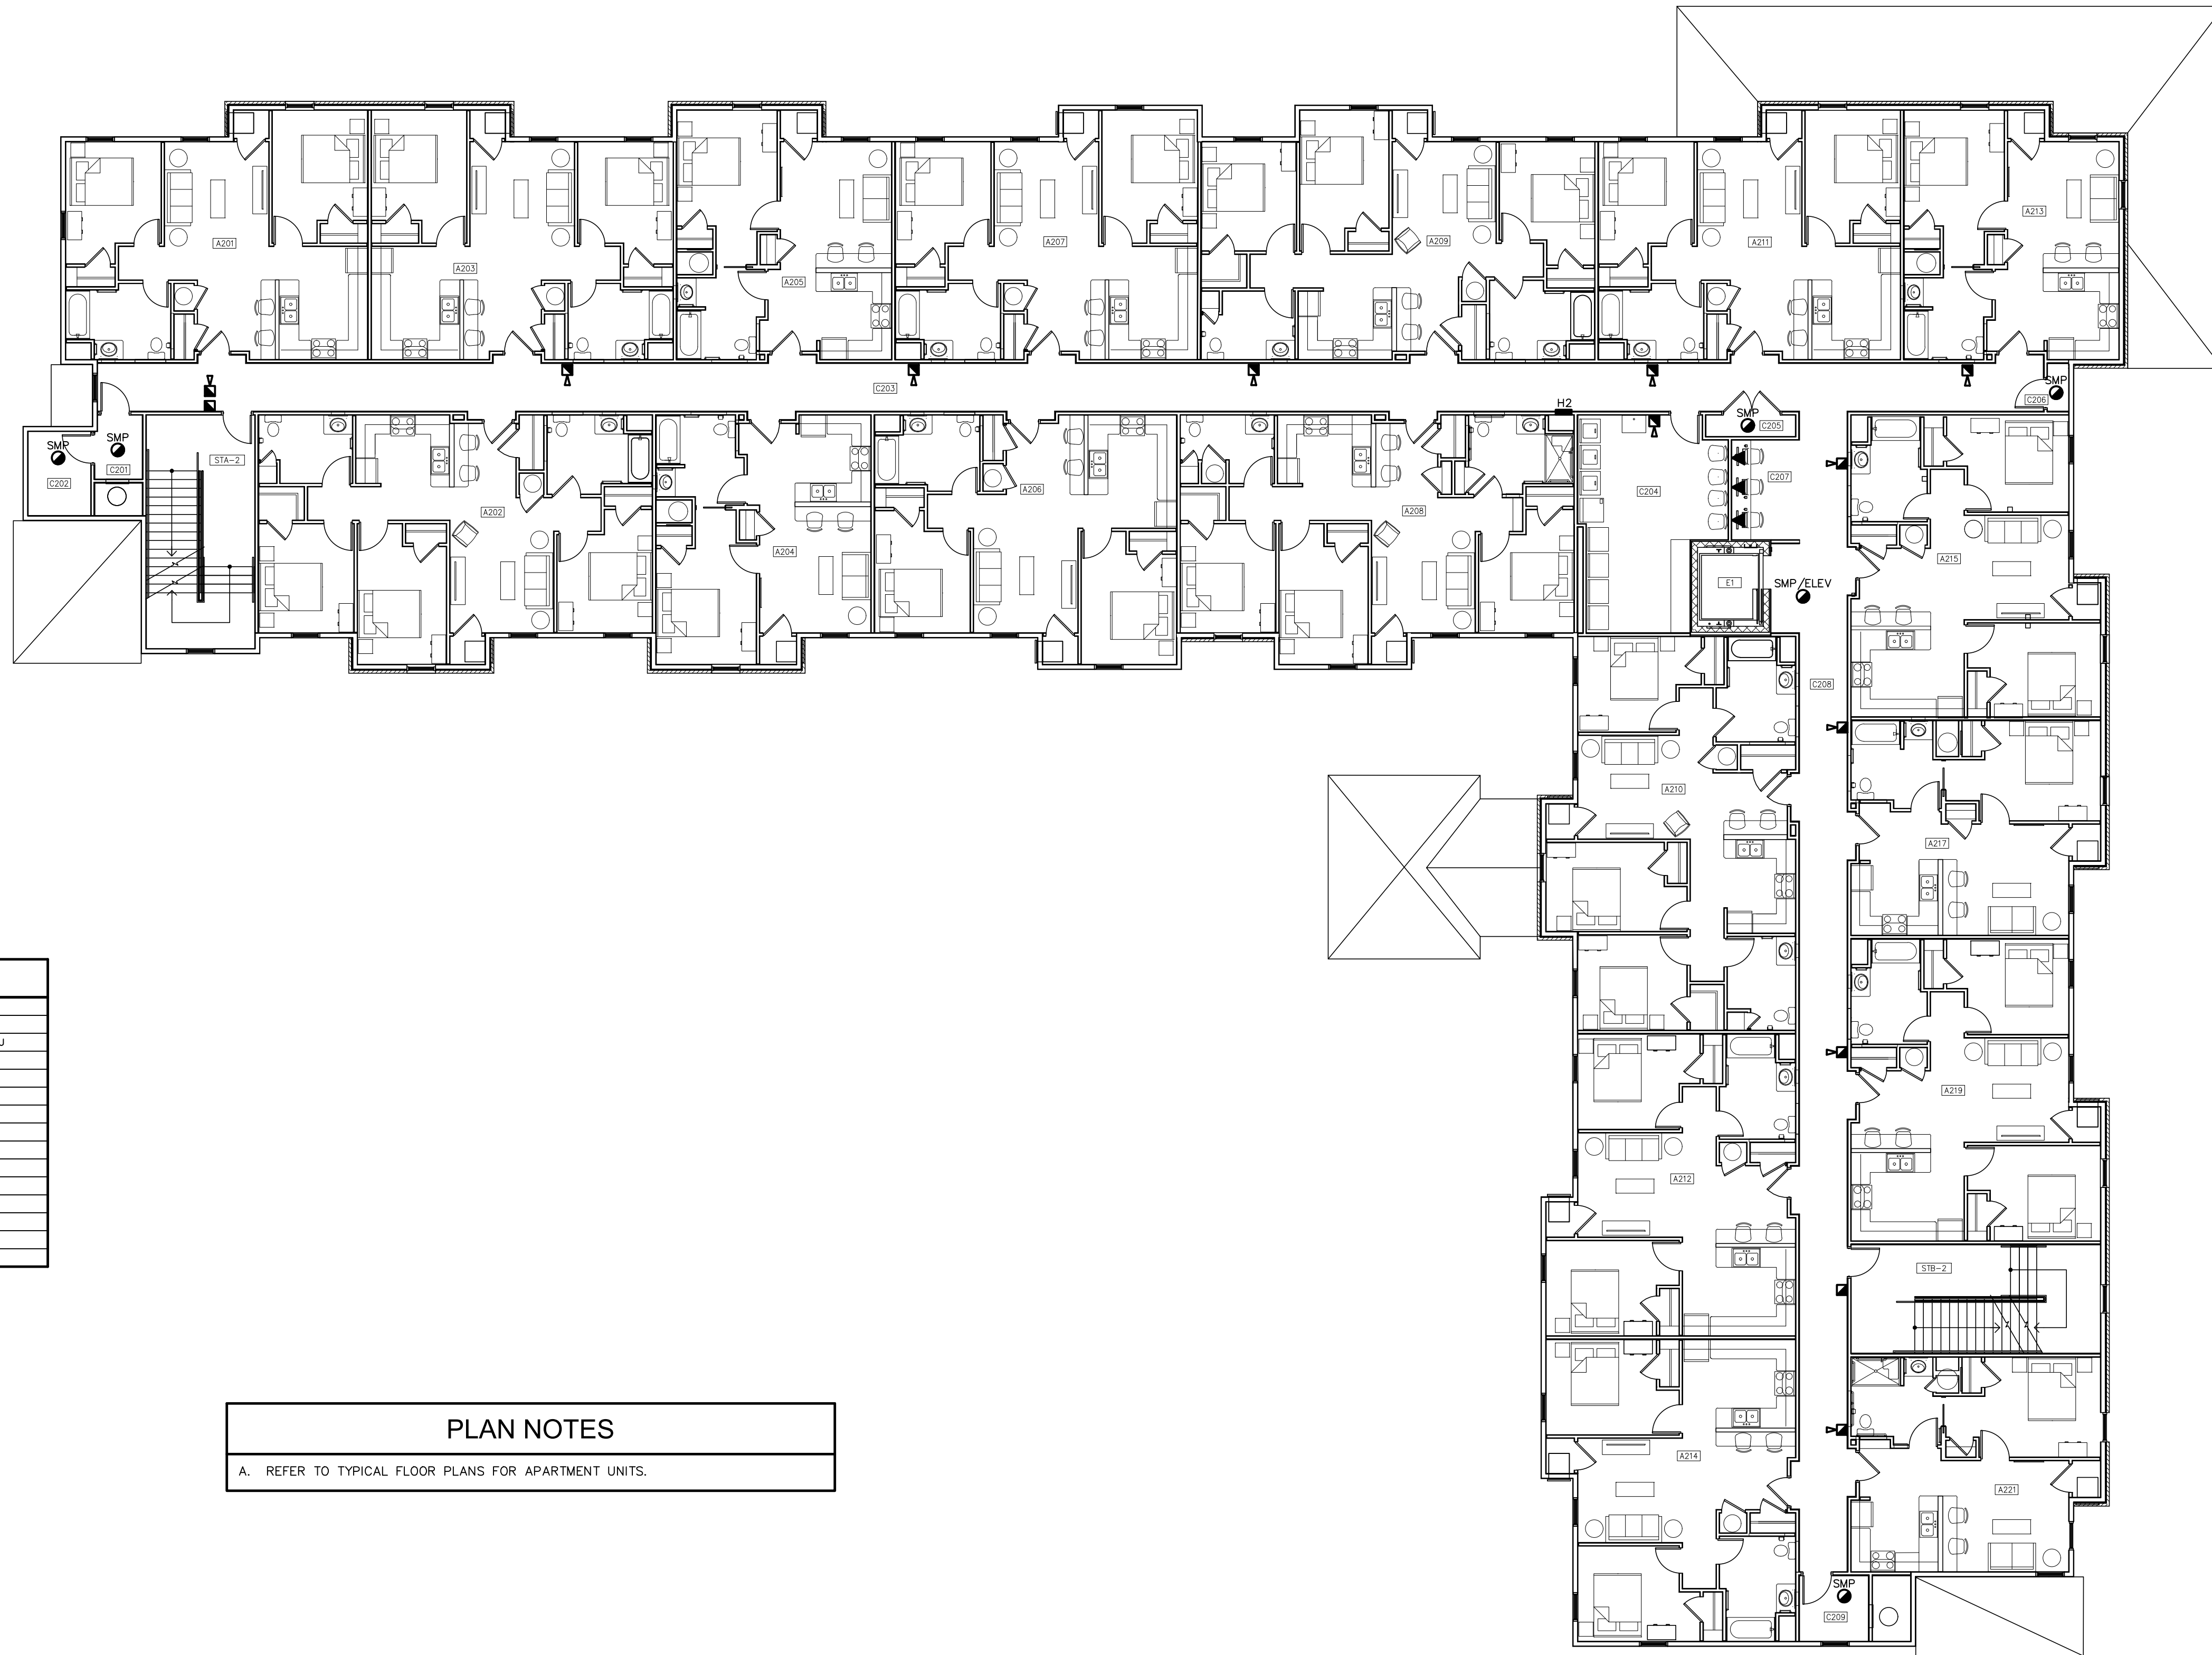 A201
A203
A205
A207
A209
A211
A213
C203
SMP
C206
H2
SMP
C205
SMP
C202
SMP
C201
STA-2
A202
A204
A206
A208
C204
C207
E1
SMP/ELEV
A215
C208
A210
A217
A219
A212
STB-2
A214
A221
SMP
C209
U
PLAN NOTES
A. REFER TO TYPICAL FLOOR PLANS FOR APARTMENT UNITS.